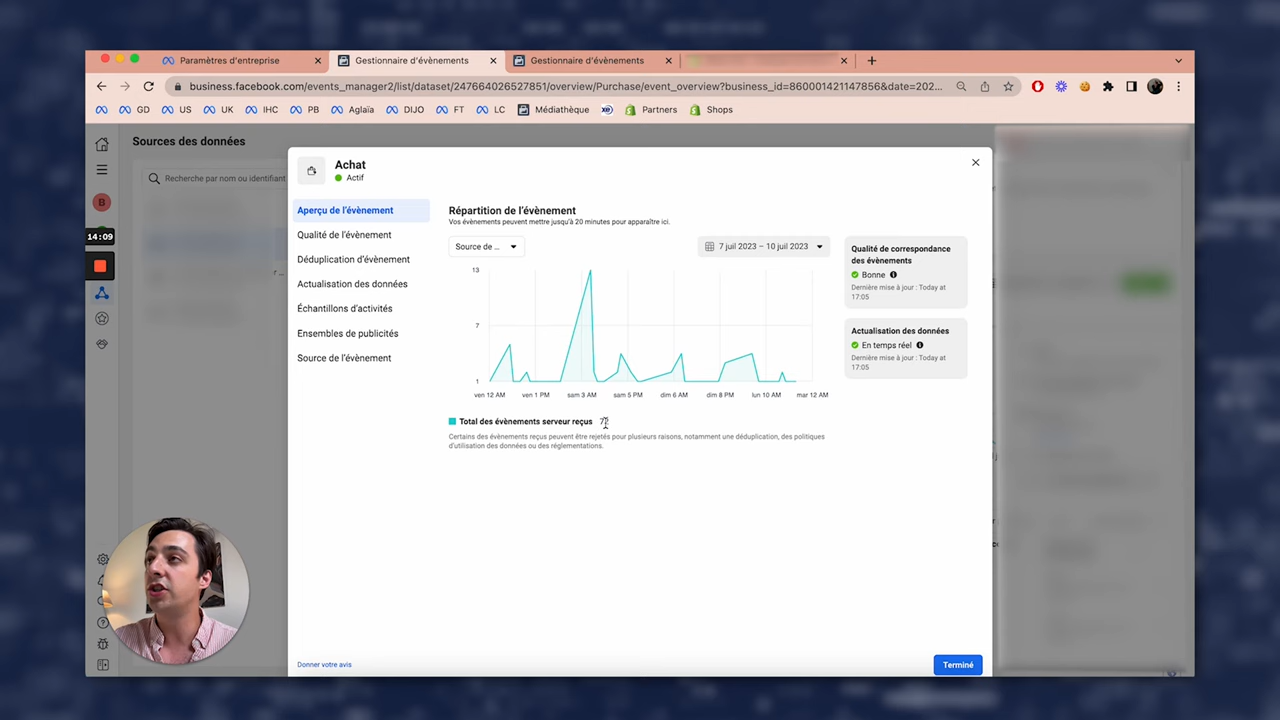 Paramètres d'entreprise
Gestionnaire d'évènements
Gestionnaire d'évènements
business.facebook.com/events_manager2/list/dataset/247664026527851/overview/Purchase/event_overview?business_id=860001421147856&date=202...
GD
US
UK
IHC
PB
Aglaïa
DIJO
FT
LC
Médiathèque
Partners
Shops
Sources des données
Recherche par nom ou identifiant
B
14:09
Achat
Actif
Aperçu de l'évènement
Qualité de l'évènement
Déduplication d'évènement
Actualisation des données
Échantillons d'activités
Ensembles de publicités
Source de l'évènement
Répartition de l'évènement
Vos évènements peuvent mettre jusqu'à 20 minutes pour apparaître ici.
Source de ...
7 juil 2023 – 10 juil 2023
13
7
1
ven 12 AM
ven 1 PM
sam 3 AM
sam 5 PM
dim 6 AM
dim 8 PM
lun 10 AM
mar 12 AM
Total des évènements serveur reçus
Certains des évènements reçus peuvent être rejetés pour plusieurs raisons, notamment une déduplication, des politiques
d'utilisation des données ou des réglementations.
Qualité de correspondance
des évènements
Bonne
Dernière mise à jour : Today at
17:05
Actualisation des données
En temps réel
Dernière mise à jour : Today at
17:05
Donner votre avis
Terminé